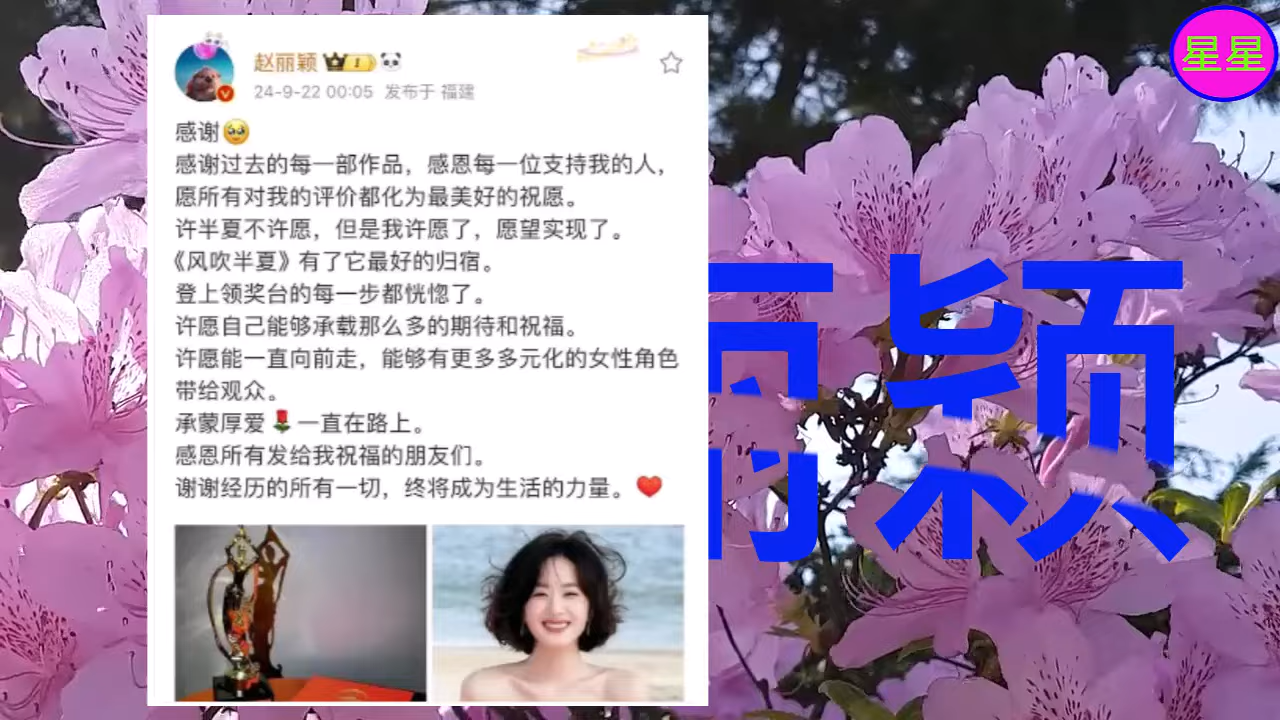 星星
赵丽颖
24-9-22 00:05 发布于 福建
感谢🥹
感谢过去的每一部作品，感恩每一位支持我的人，
愿所有对我的评价都化为最美好的祝愿。
许半夏不许愿，但是我许愿了，愿望实现了。
《风吹半夏》有了它最好的归宿。
登上领奖台的每一步都恍惚了。
许愿自己能够承载那么多的期待和祝福。
许愿能一直向前走，能够有更多多元化的女性角色
带给观众。
承蒙厚爱🌹一直在路上。
感恩所有发给我祝福的朋友们。
谢谢经历的所有一切，终将成为生活的力量。❤️
丽颖